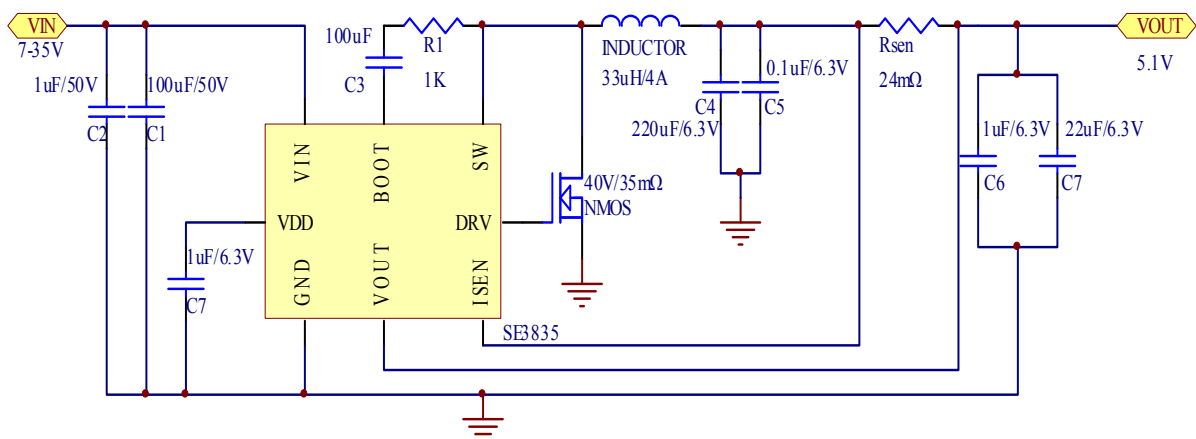 VIN
7-35V
1uF/50V
100uF/50V
C2
C1
100uF
C3
R1
1K
INDUCTOR
33uH/4A
0.1uF/6.3V
C4
C5
220uF/6.3V
Rsen
24mΩ
VOUT
5.1V
1uF/6.3V
22uF/6.3V
C6
C7
VIN
BOOT
SW
VDD
DRV
GND
VOUT
ISEN
40V/35mΩ
NMOS
1uF/6.3V
C7
SE3835